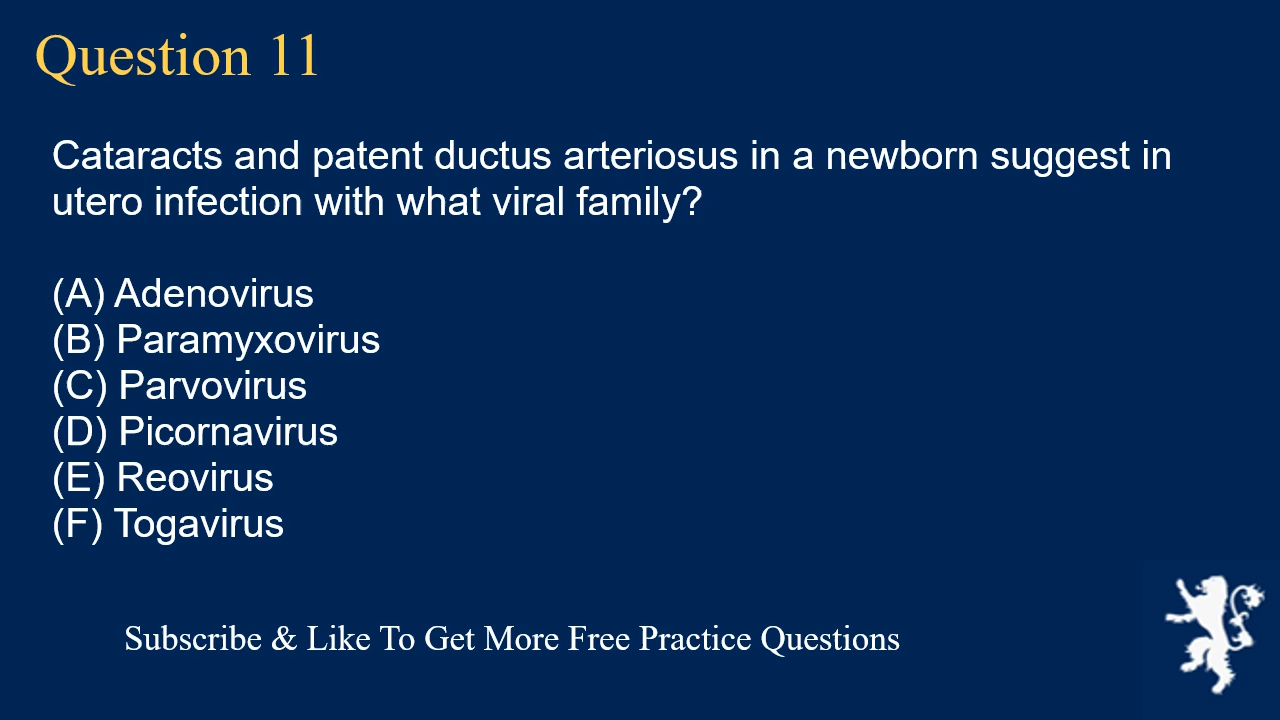 Question 11
Cataracts and patent ductus arteriosus in a newborn suggest in
utero infection with what viral family?
(A) Adenovirus
(B) Paramyxovirus
(C) Parvovirus
(D) Picornavirus
(E) Reovirus
(F) Togavirus
Subscribe & Like To Get More Free Practice Questions